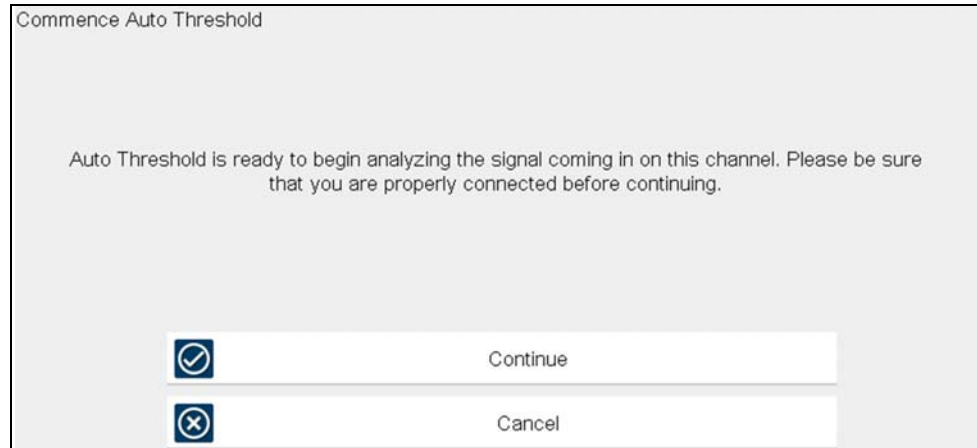 Commence Auto Threshold
Auto Threshold is ready to begin analyzing the signal coming in on this channel. Please be sure
that you are properly connected before continuing.
Continue
Cancel